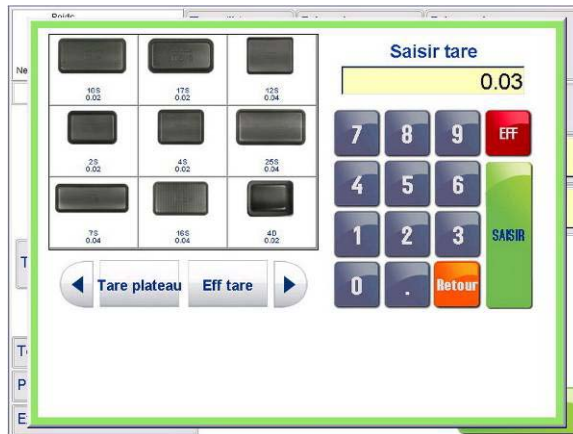 Poids
Ne
Saisir tare
0.03
10S
0.02
17S
0.02
12S
0.04
2S
0.02
4S
0.02
25S
0.04
7S
0.04
16S
0.04
4D
0.02
7 8 9 EFF
4 5 6
1 2 3 SAISIR
0 . Retour
Tare plateau Eff tare
T
T
P
E